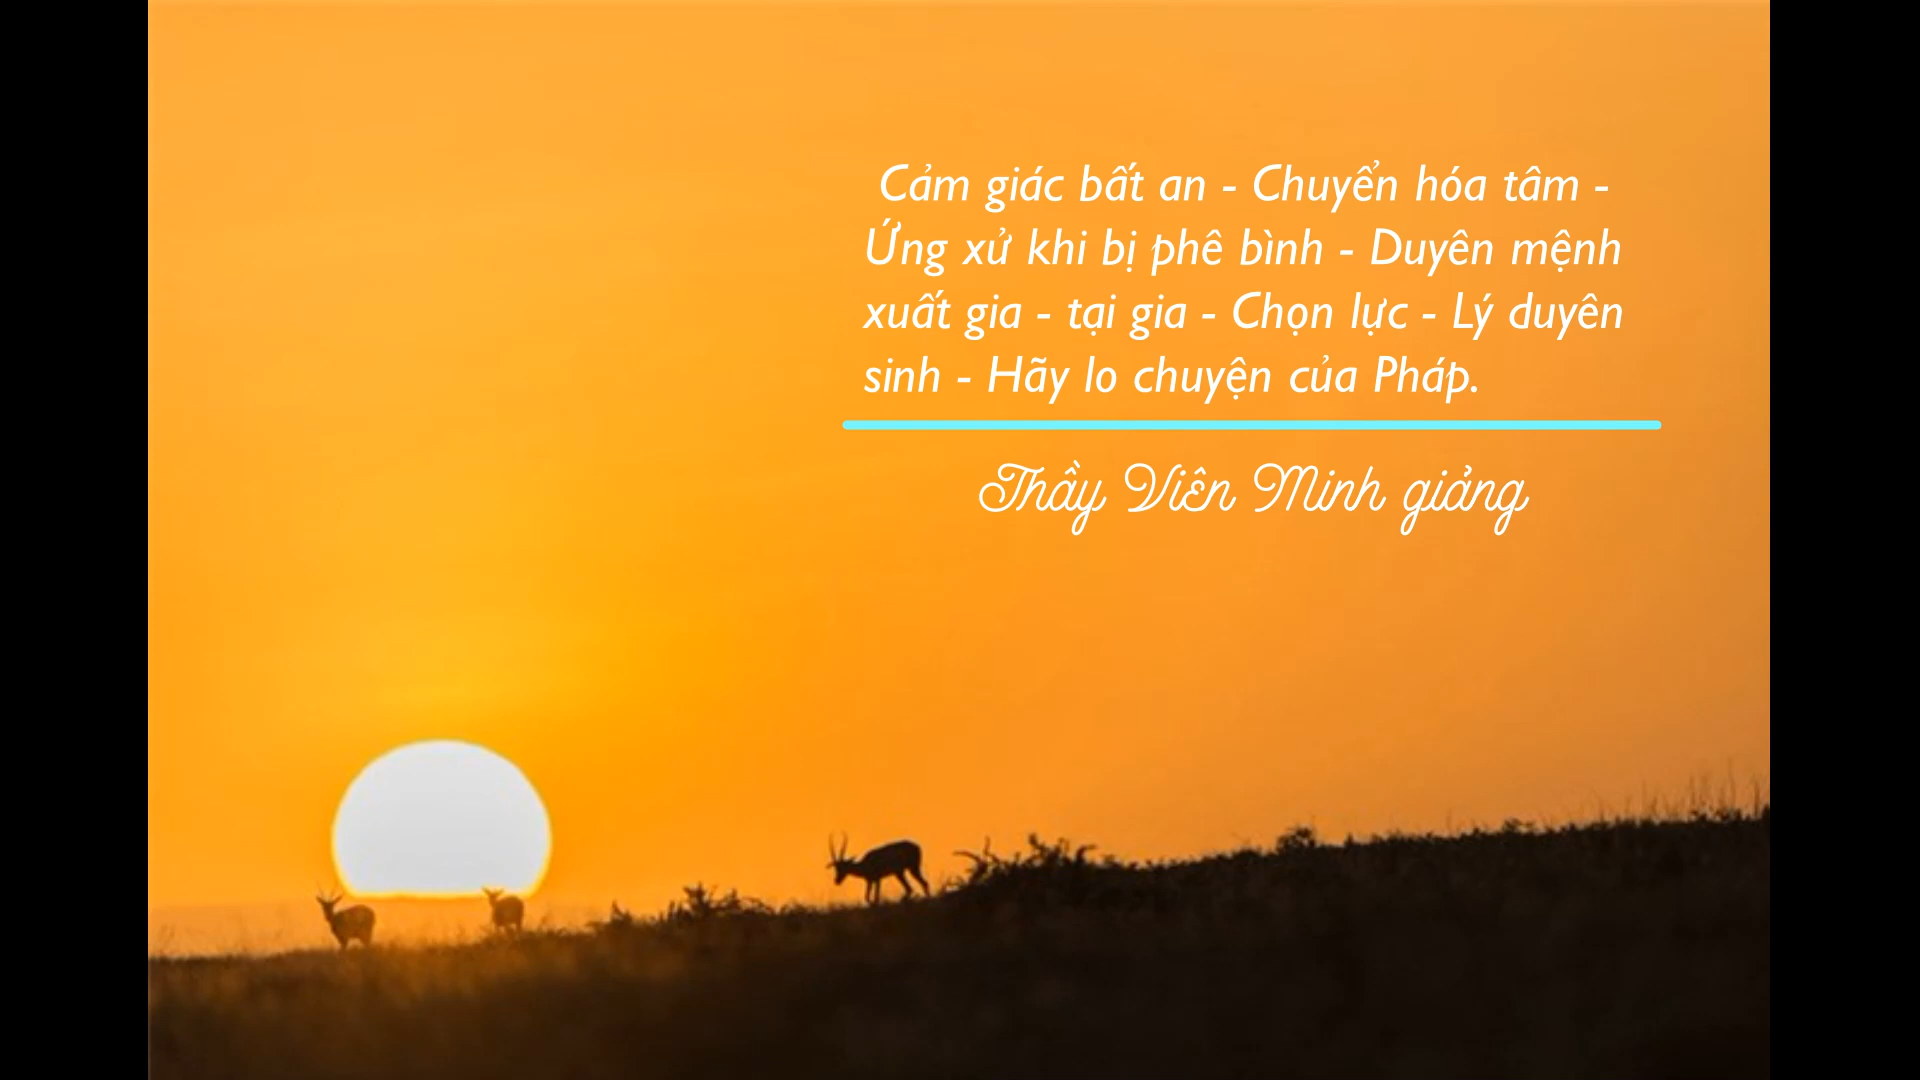 Cảm giác bất an - Chuyển hóa tâm -
Ứng xử khi bị phê bình - Duyên mệnh
xuất gia - tại gia - Chọn lực - Lý duyên
sinh - Hãy lo chuyện của Pháp.
Thầy Viên Minh giảng